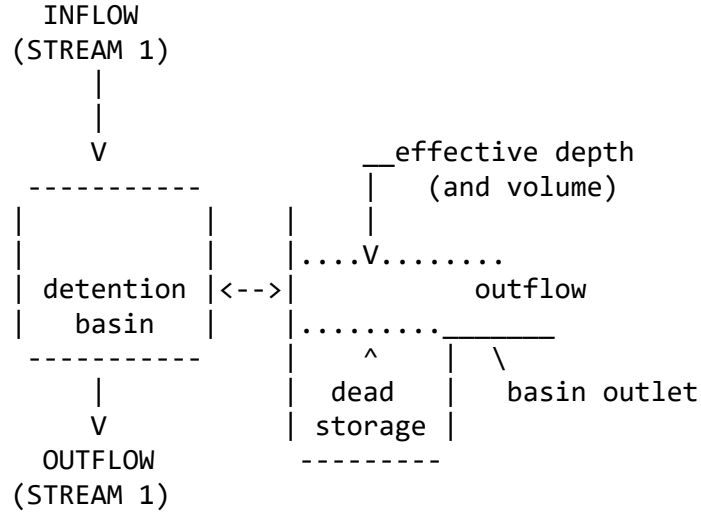 INFLOW
(STREAM 1)
effective depth
(and volume)
detention
basin
outflow
dead
storage
basin outlet
OUTFLOW
(STREAM 1)